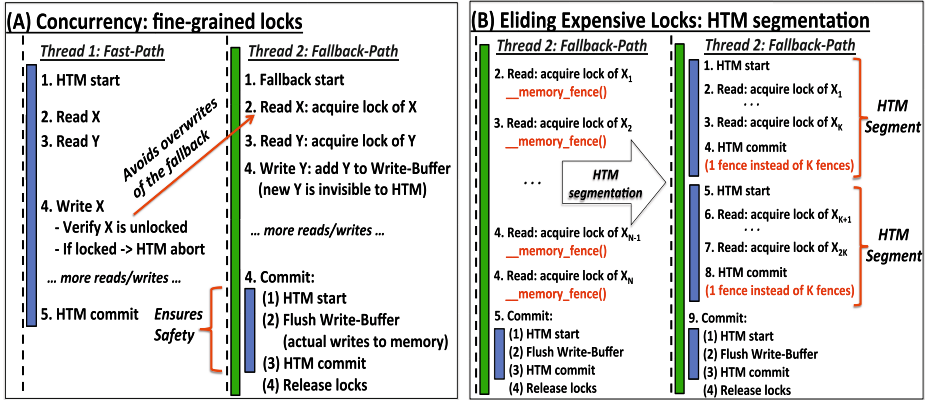 (A) Concurrency: fine-grained locks
Thread 1: Fast-Path
1. HTM start
2. Read X
3. Read Y
4. Write X
- Verify X is unlocked
- If locked -> HTM abort
... more reads/writes ...
5. HTM commit
Avoids overwrites
of the fallback
Ensures
Safety
Thread 2: Fallback-Path
1. Fallback start
2. Read X: acquire lock of X
3. Read Y: acquire lock of Y
4. Write Y: add Y to Write-Buffer
(new Y is invisible to HTM)
... more reads/writes ...
4. Commit:
(1) HTM start
(2) Flush Write-Buffer
(actual writes to memory)
(3) HTM commit
(4) Release locks
(B) Eliding Expensive Locks: HTM segmentation
Thread 2: Fallback-Path
2. Read: acquire lock of X1
__memory_fence()
3. Read: acquire lock of X2
__memory_fence()
...
4. Read: acquire lock of XN-1
__memory_fence()
4. Read: acquire lock of XN
__memory_fence()
5. Commit:
(1) HTM start
(2) Flush Write-Buffer
(3) HTM commit
(4) Release locks
HTM
segmentation
Thread 2: Fallback-Path
1. HTM start
2. Read: acquire lock of X1
...
3. Read: acquire lock of XK
4. HTM commit
(1 fence instead of K fences)
5. HTM start
6. Read: acquire lock of XK+1
...
7. Read: acquire lock of X2K
8. HTM commit
(1 fence instead of K fences)
9. Commit:
(1) HTM start
(2) Flush Write-Buffer
(3) HTM commit
(4) Release locks
HTM
Segment
HTM
Segment